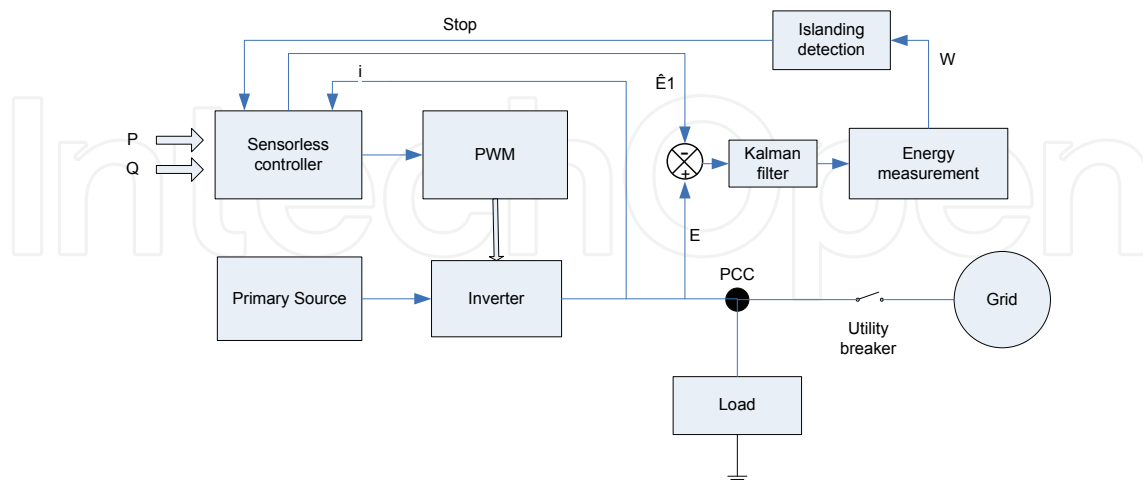 Stop
Islanding
detection
i
Ê1
W
P
Q
Sensorless
controller
PWM
Kalman
filter
Energy
measurement
E
Primary Source
Inverter
PCC
Grid
Utility
breaker
Load
-
+
IntechOpen